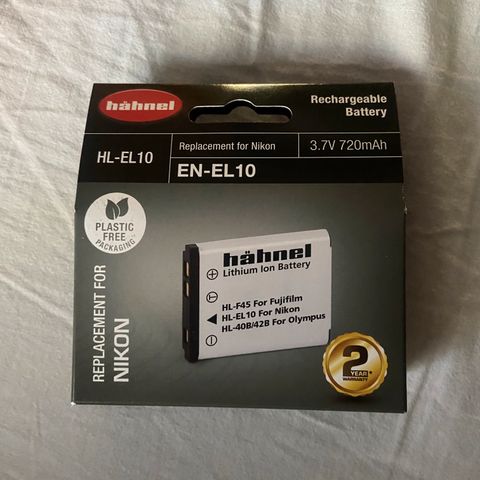 hähnel
Rechargeable
Battery
HL-EL10
Replacement for Nikon
EN-EL10
3.7V 720mAh
PLASTIC
FREE
PACKAGING
REPLACEMENT FOR
NIKON
hähnel
Lithium Ion Battery
HL-F45 For Fujifilm
HL-EL10 For Nikon
HL-40B/42B For Olympus
2
YEAR
WARRANTY